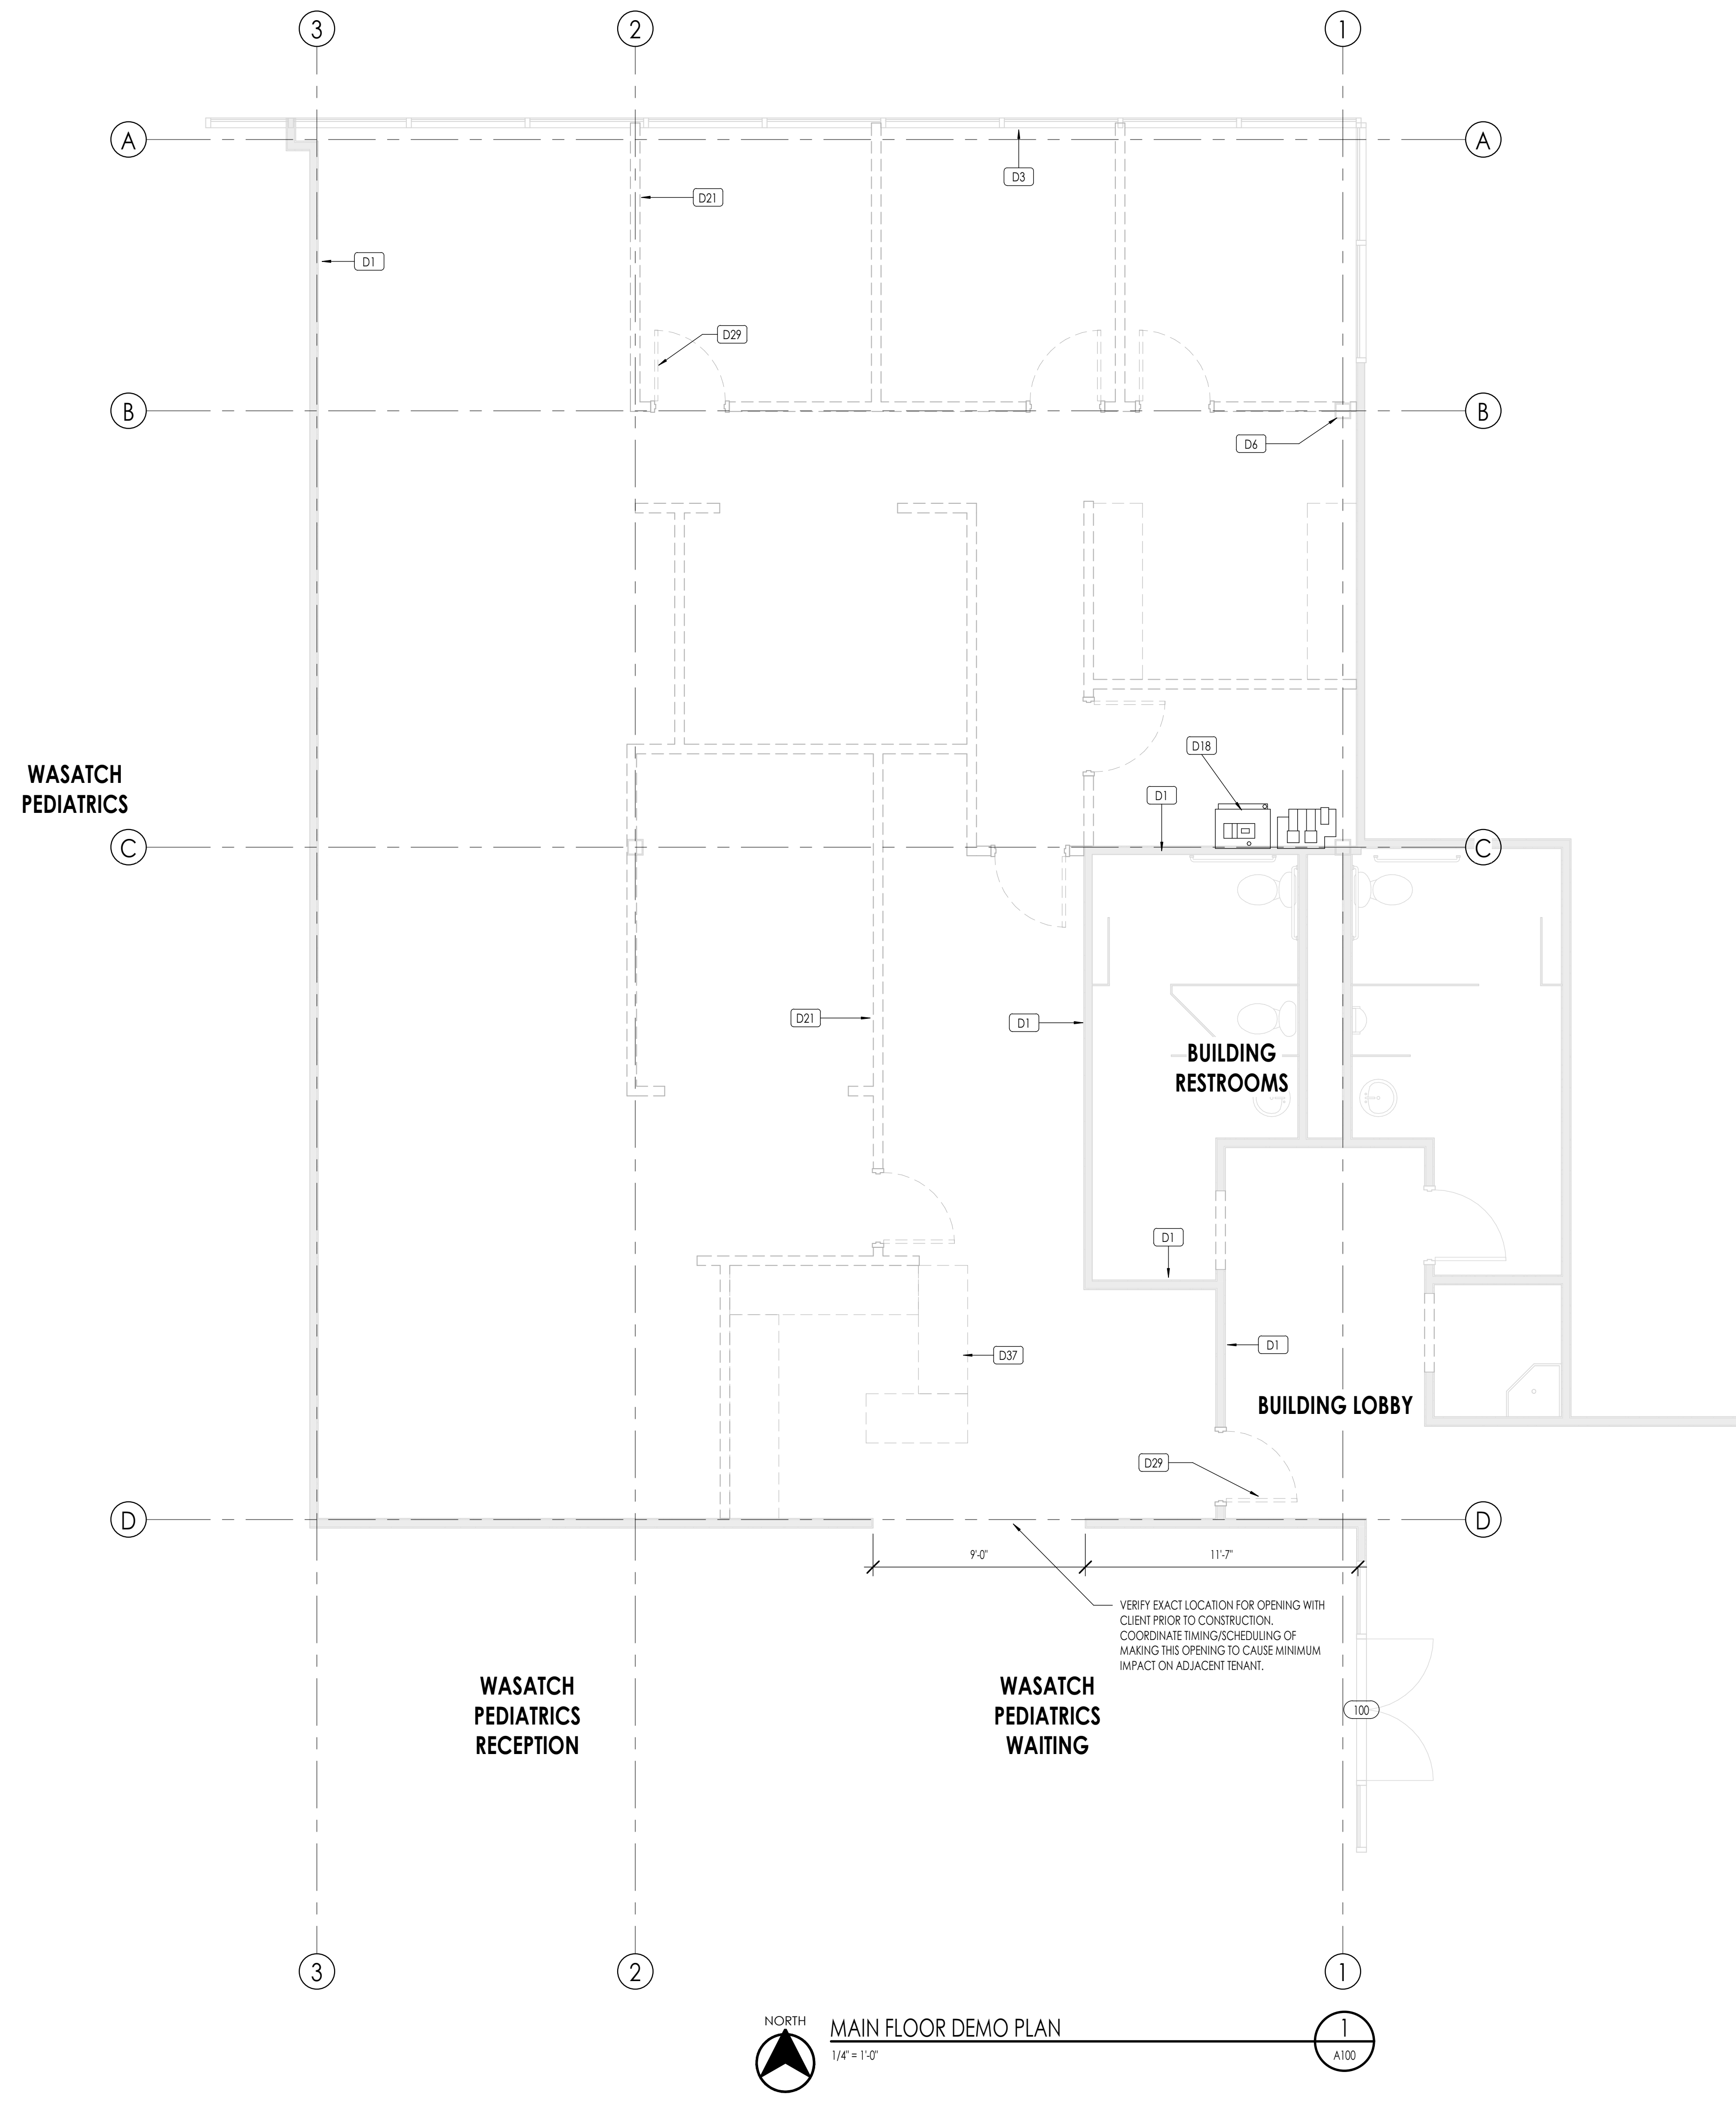 3
2
1
A
A
D3
D21
D1
D29
B
B
D6
D18
WASATCH
PEDIATRICS
D1
C
C
D21
D1
BUILDING
RESTROOMS
D1
D1
D37
BUILDING LOBBY
D29
D
D
9'-0"
11'-7"
VERIFY EXACT LOCATION FOR OPENING WITH
CLIENT PRIOR TO CONSTRUCTION.
COORDINATE TIMING/SCHEDULING OF
MAKING THIS OPENING TO CAUSE MINIMUM
IMPACT ON ADJACENT TENANT.
WASATCH
PEDIATRICS
RECEPTION
WASATCH
PEDIATRICS
WAITING
100
3
2
1
NORTH
MAIN FLOOR DEMO PLAN
1/4" = 1'-0"
1
A100